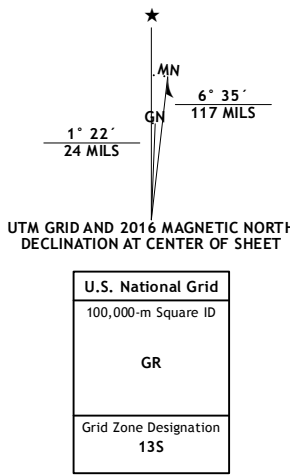 MN
GN
6° 35´
117 MILS
1° 22´
24 MILS
UTM GRID AND 2016 MAGNETIC NORTH
DECLINATION AT CENTER OF SHEET
U.S. National Grid
100,000-m Square ID
GR
Grid Zone Designation
13S